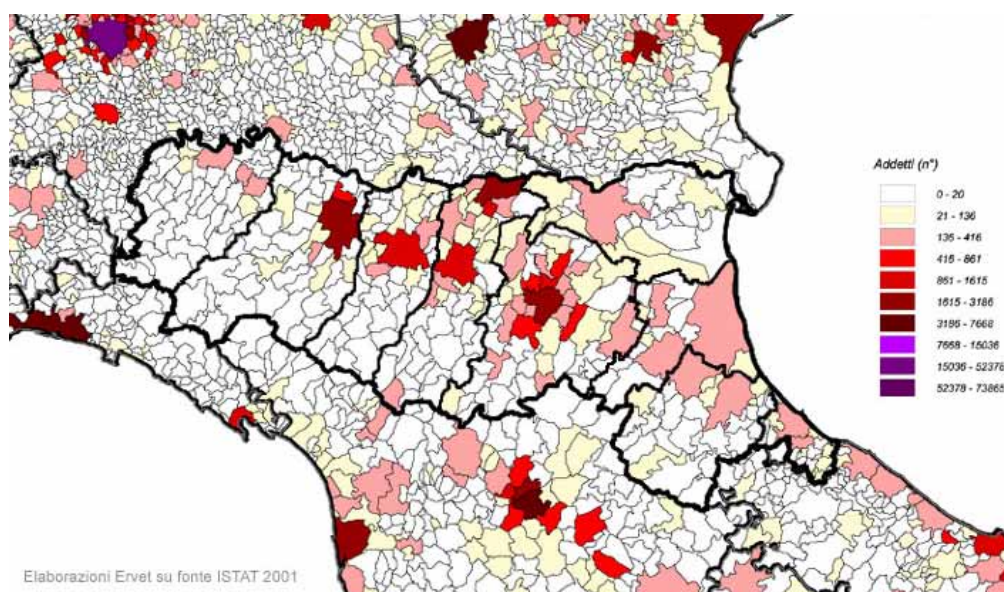 Addetti (n°)
0 - 20
21 - 136
136 - 416
416 - 861
861 - 1615
1615 - 3186
3186 - 7668
7668 - 15036
15036 - 52378
52378 - 73865
Elaborazioni Ervet su fonte ISTAT 2001